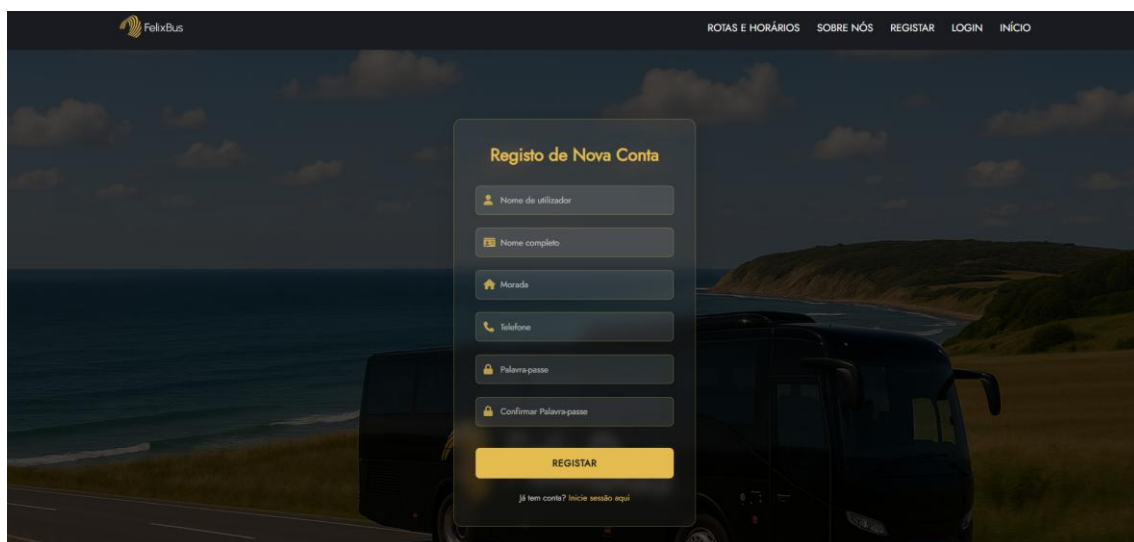 FelixBus
ROTAS E HORÁRIOS SOBRE NÓS REGISTAR LOGIN INÍCIO
Registo de Nova Conta
Nome de utilizador
Nome completo
Morada
Telefone
Palavra-passe
Confirmar Palavra-passe
REGISTAR
Já tem conta? Inicie sessão aqui